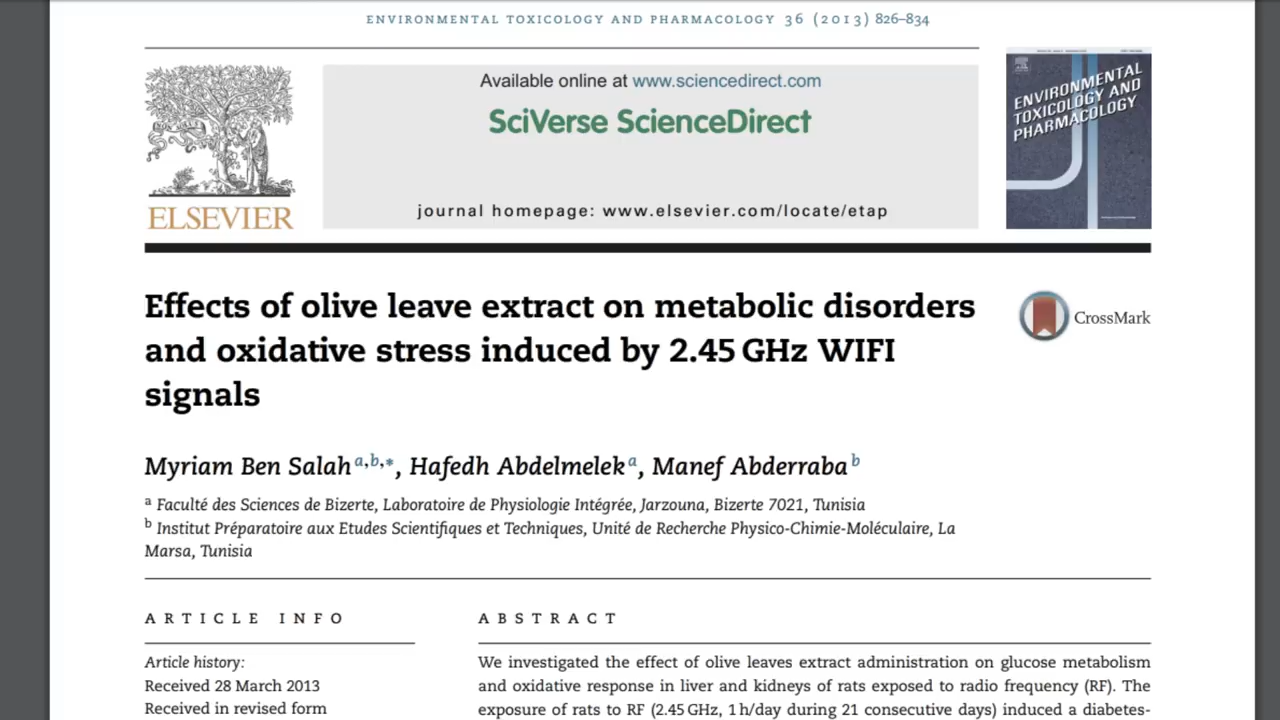 ENVIRONMENTAL TOXICOLOGY AND PHARMACOLOGY 36 (2013) 826–834
Available online at www.sciencedirect.com
SciVerse ScienceDirect
journal homepage: www.elsevier.com/locate/etap
ELSEVIER
ENVIRONMENTAL
TOXICOLOGY AND
PHARMACOLOGY
Effects of olive leave extract on metabolic disorders
and oxidative stress induced by 2.45 GHz WIFI
signals
CrossMark
Myriam Ben Salah a,b,*, Hafedh Abdelmelek a, Manef Abderraba b
a Faculté des Sciences de Bizerte, Laboratoire de Physiologie Intégrée, Jarzouna, Bizerte 7021, Tunisia
b Institut Préparatoire aux Etudes Scientifiques et Techniques, Unité de Recherche Physico-Chimie-Moléculaire, La
Marsa, Tunisia
ARTICLE INFO
Article history:
Received 28 March 2013
Received in revised form
ABSTRACT
We investigated the effect of olive leaves extract administration on glucose metabolism
and oxidative response in liver and kidneys of rats exposed to radio frequency (RF). The
exposure of rats to RF (2.45 GHz, 1 h/day during 21 consecutive days) induced a diabetes-